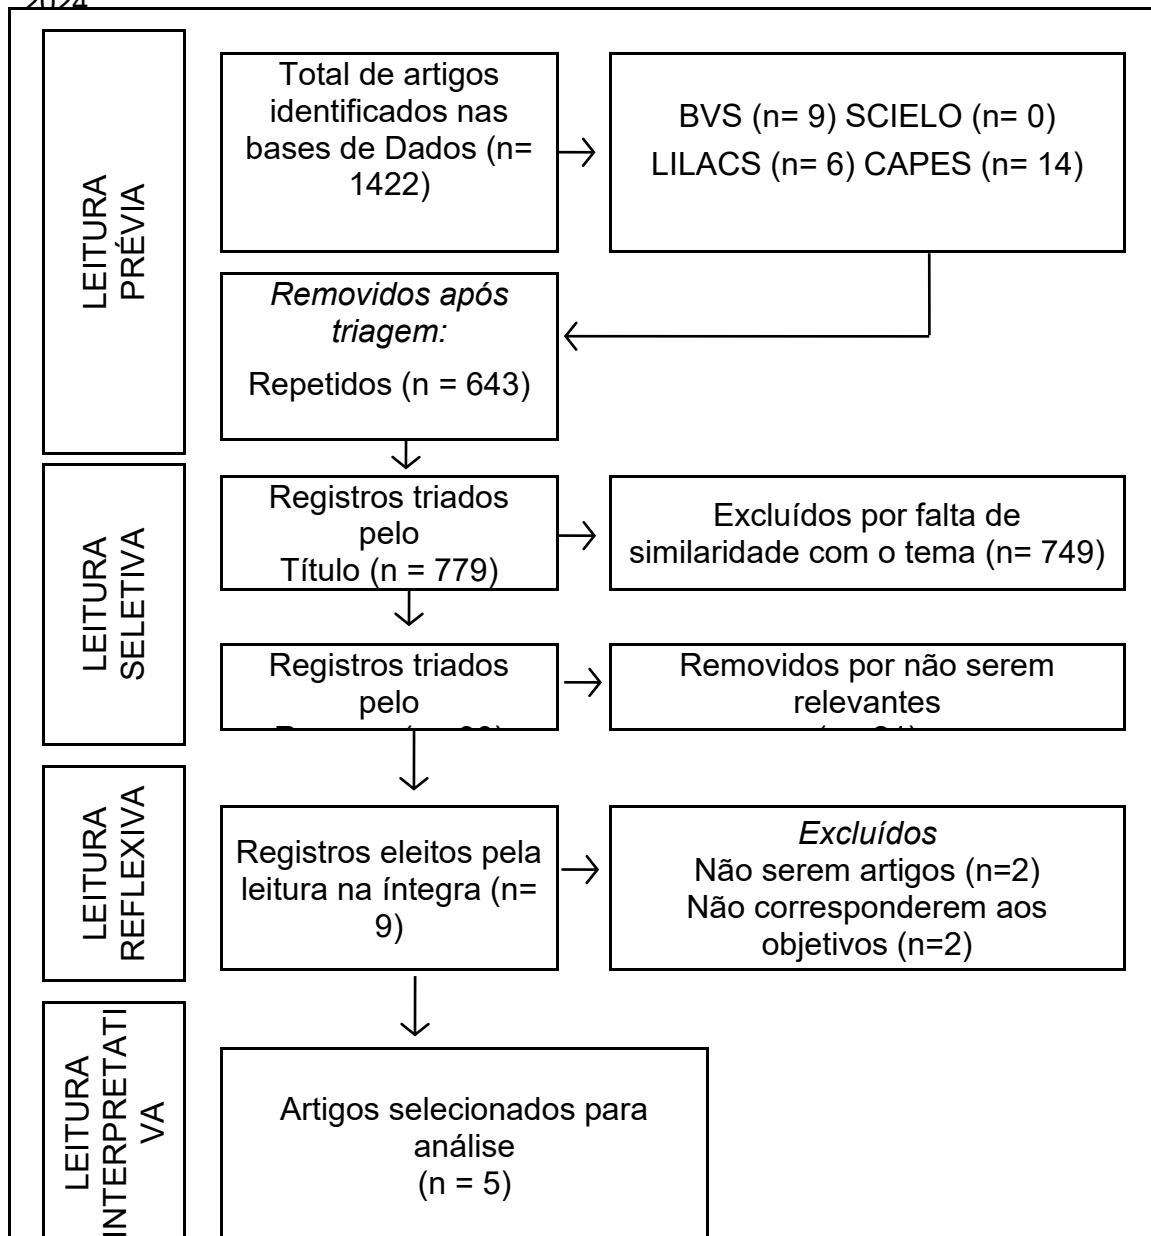 2024
LEITURA
PRÉVIA
Total de artigos
identificados nas
bases de Dados (n=
1422)
BVS (n= 9) SCIELO (n= 0)
LILACS (n= 6) CAPES (n= 14)
Removidos após
triagem:
Repetidos (n = 643)
LEITURA
SELETIVA
Registros triados
pelo
Título (n = 779)
Excluídos por falta de
similaridade com o tema (n= 749)
Registros triados
pelo
Removidos por não serem
relevantes
LEITURA
REFLEXIVA
Registros eleitos pela
leitura na íntegra (n=
9)
Excluídos
Não serem artigos (n=2)
Não corresponderem aos
objetivos (n=2)
LEITURA
INTERPRETATI
VA
Artigos selecionados para
análise
(n = 5)